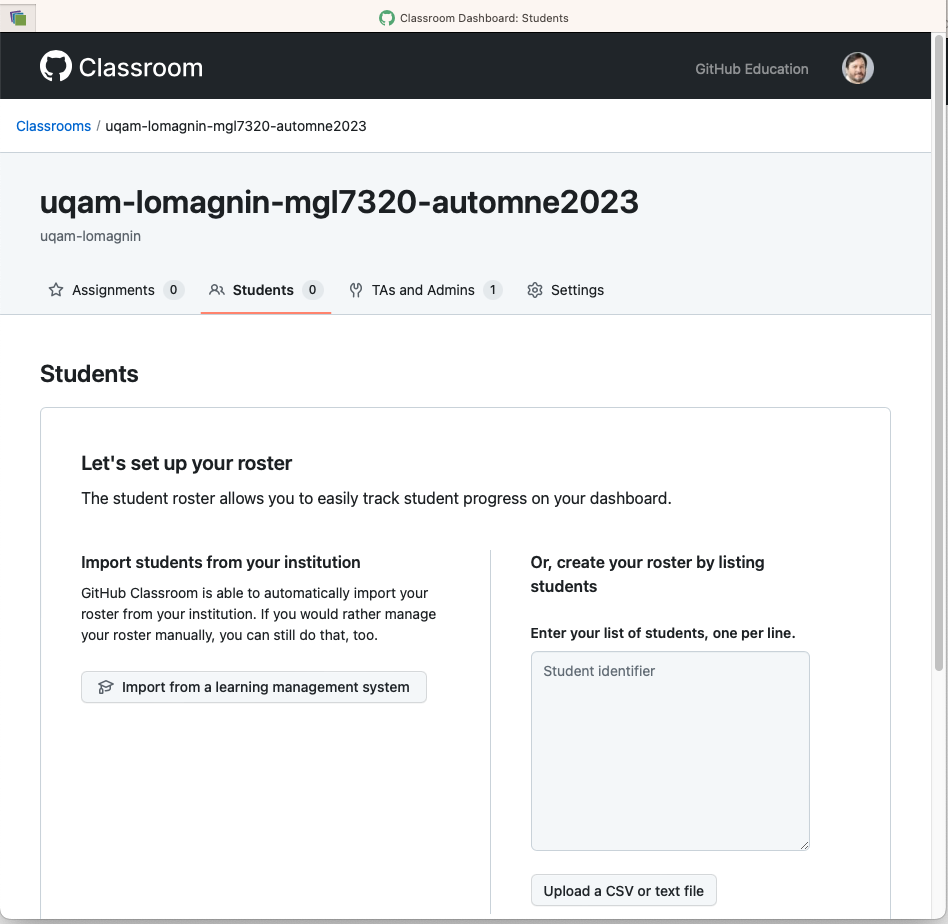 Classroom Dashboard: Students
Classroom
GitHub Education
Classrooms / uqam-lomagnin-mgl7320-automne2023
uqam-lomagnin-mgl7320-automne2023
uqam-lomagnin
Assignments 0 Students 0 TAs and Admins 1 Settings
Students
Let's set up your roster
The student roster allows you to easily track student progress on your dashboard.
Import students from your institution
GitHub Classroom is able to automatically import your
roster from your institution. If you would rather manage
your roster manually, you can still do that, too.
Import from a learning management system
Or, create your roster by listing
students
Enter your list of students, one per line.
Student identifier
Upload a CSV or text file